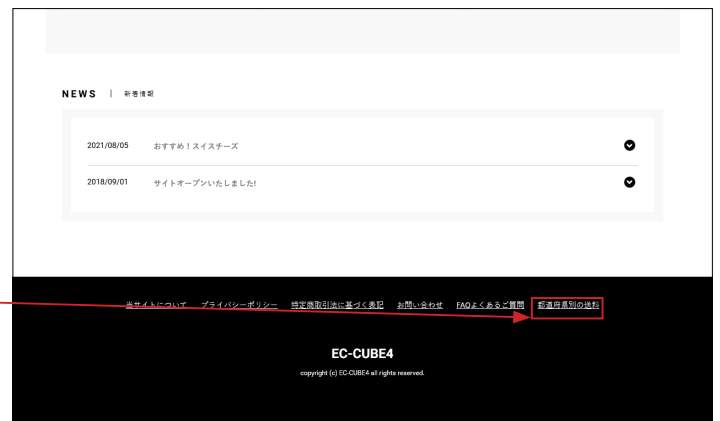 NEWS | 新着情報
2021/08/05 おすすめ！スイスチーズ
2018/09/01 サイトオープンいたしました!
当サイトについて プライバシーポリシー 特定商取引法に基づく表記 お問い合わせ FAQよくあるご質問 都道府県別の送料
EC-CUBE4
copyright (c) EC-CUBE4 all rights reserved.